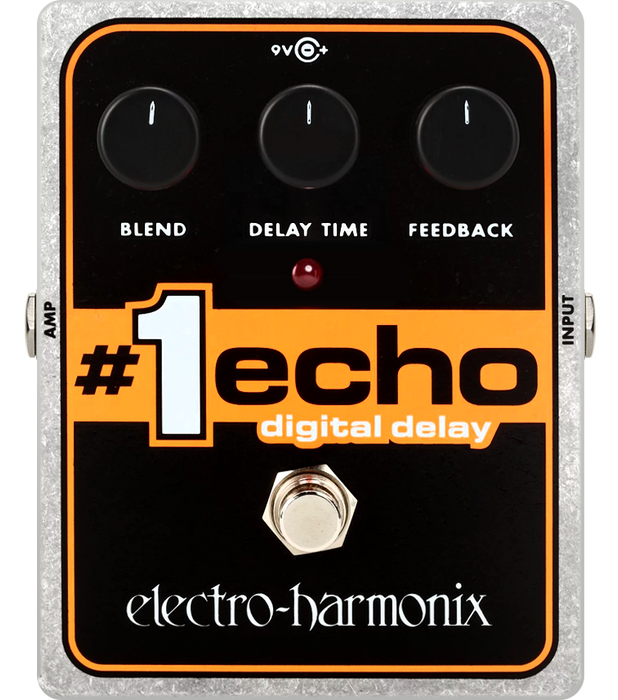 9V +
BLEND DELAY TIME FEEDBACK
AMP
INPUT
#1echo
digital delay
electro-harmonix